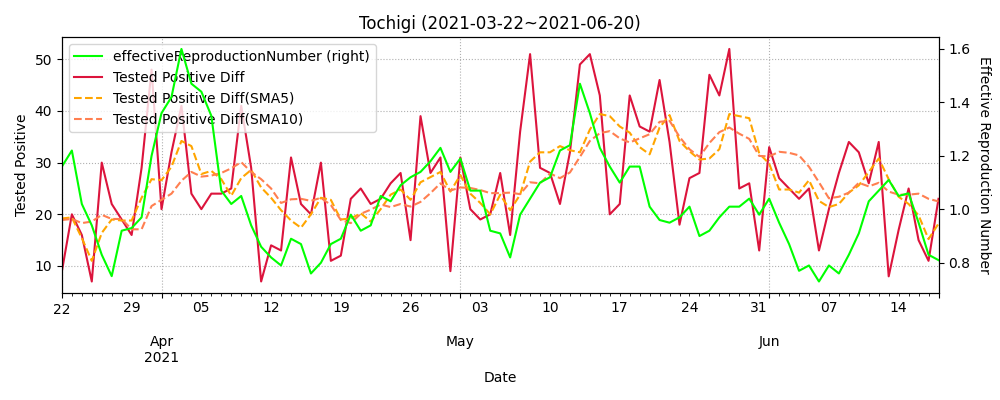 Tochigi (2021-03-22~2021-06-20)
effectiveReproductionNumber (right)
Tested Positive Diff
Tested Positive Diff(SMA5)
Tested Positive Diff(SMA10)
Tested Positive
50
40
30
20
10
1.6
1.4
1.2
1.0
0.8
Effective Reproduction Number
22 29 05 12 19 26 03 10 17 24 31 07 14
Apr May Jun
2021
Date